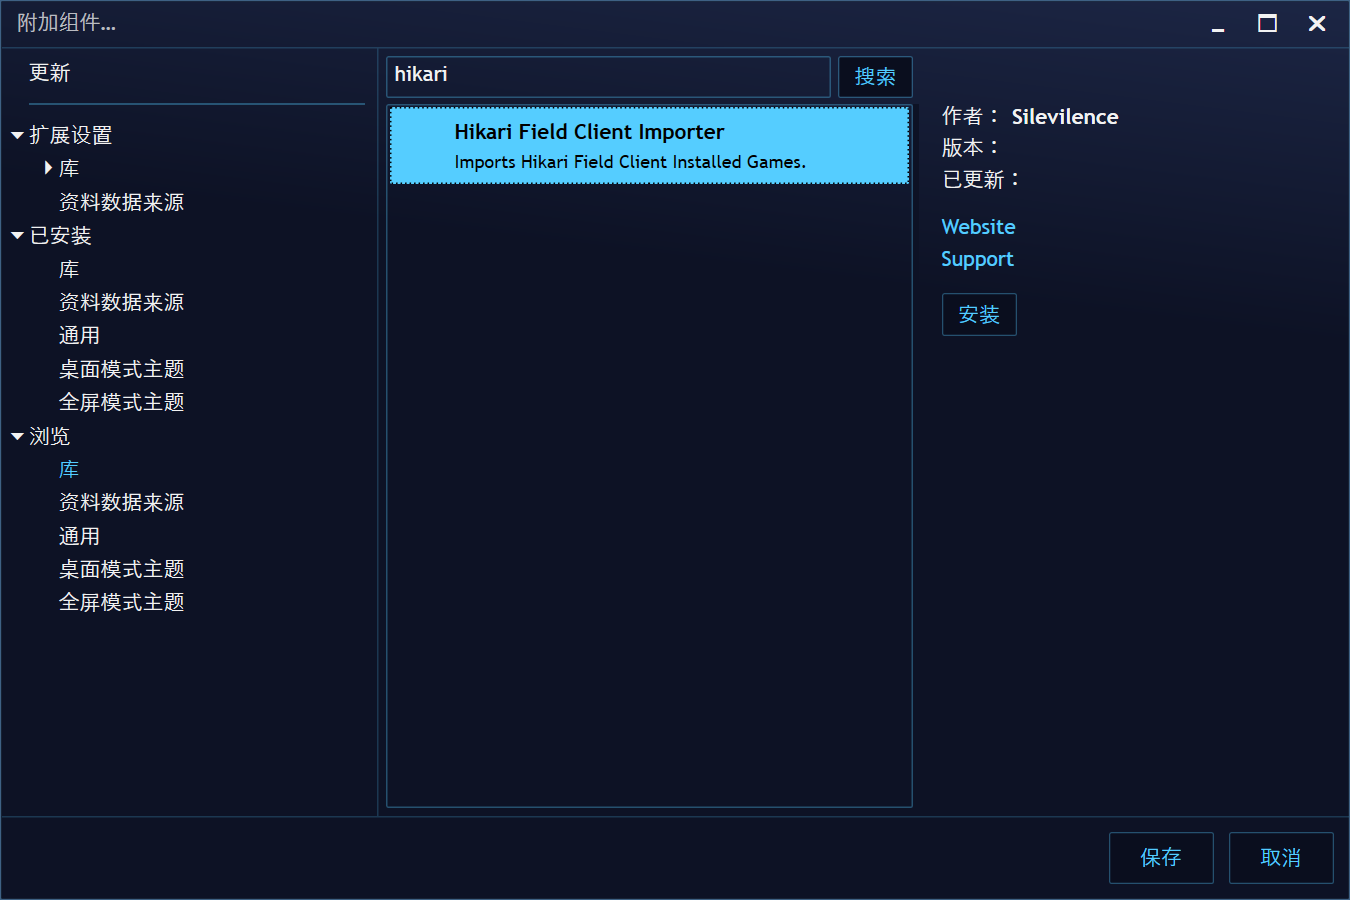 附加组件...
更新
扩展设置
库
资料数据来源
已安装
库
资料数据来源
通用
桌面模式主题
全屏模式主题
浏览
库
资料数据来源
通用
桌面模式主题
全屏模式主题
hikari
搜索
Hikari Field Client Importer
Imports Hikari Field Client Installed Games.
作者： Silevilence
版本：
已更新：
Website
Support
安装
保存
取消